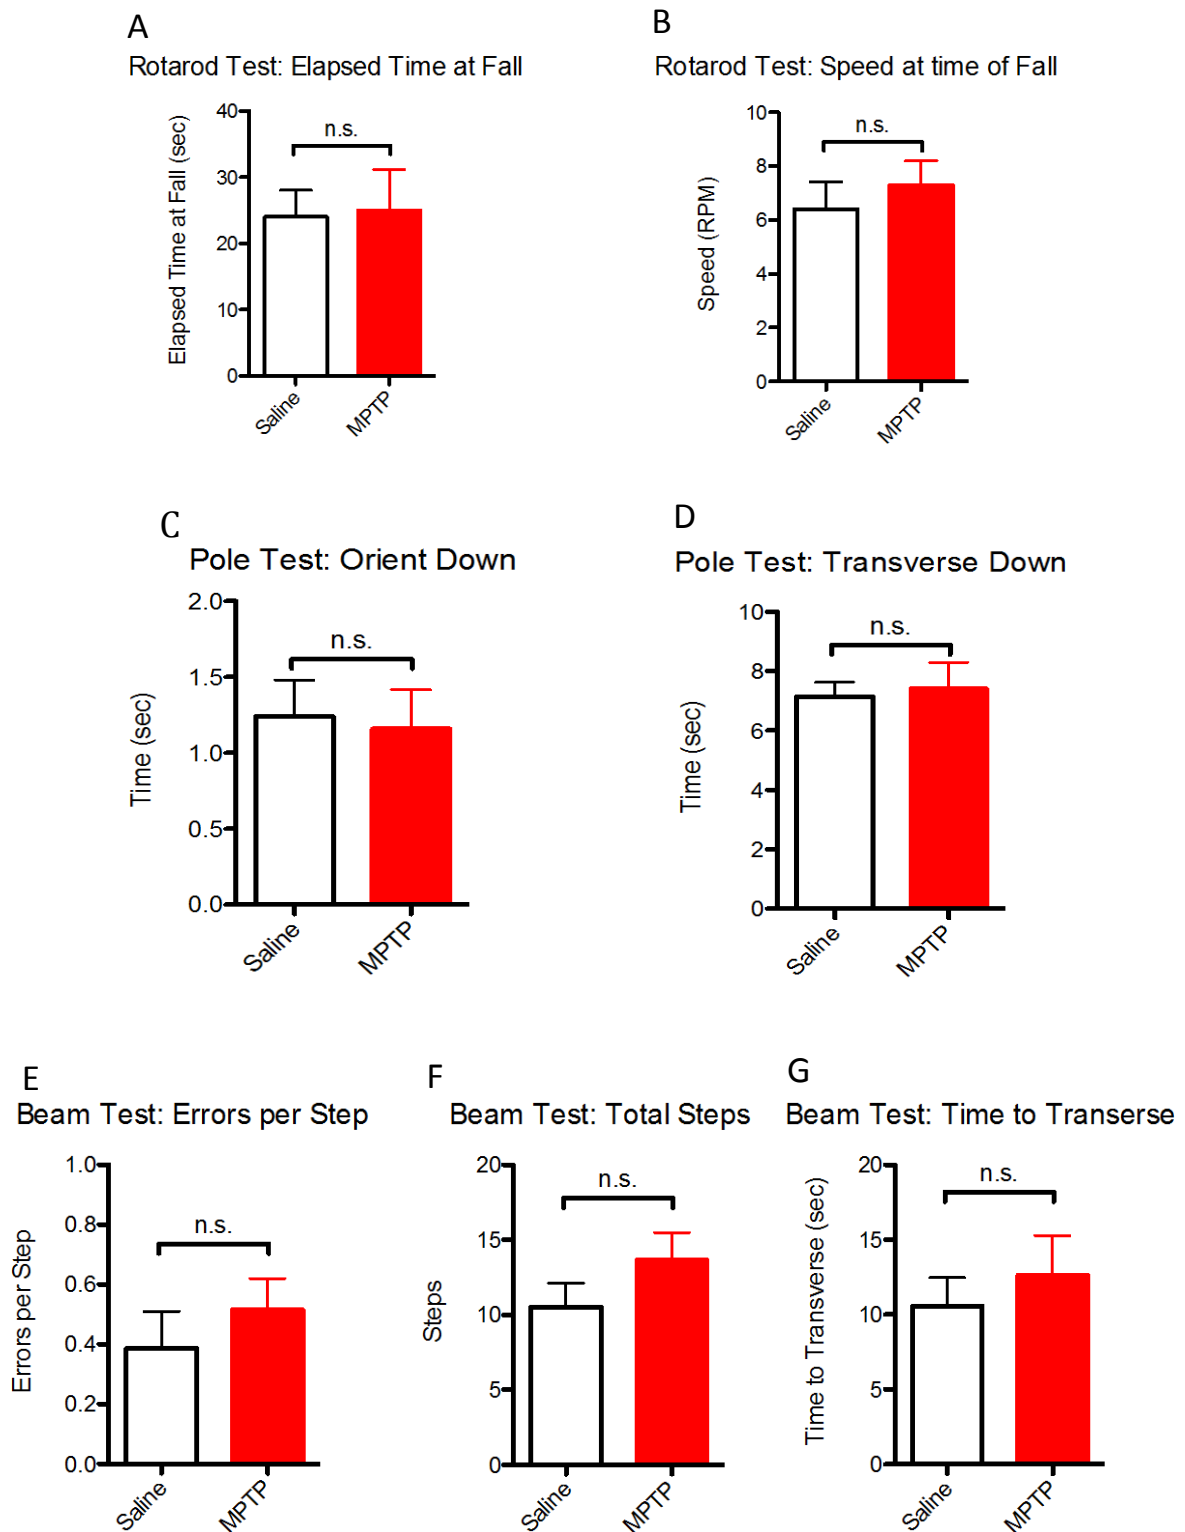 A
Rotarod Test: Elapsed Time at Fall
Elapsed Time at Fall (sec)
40
30
20
10
0
n.s.
Saline
MPTP
B
Rotarod Test: Speed at time of Fall
Speed (RPM)
10
8
6
4
2
0
n.s.
Saline
MPTP
C
Pole Test: Orient Down
Time (sec)
2.0
1.5
1.0
0.5
0.0
n.s.
Saline
MPTP
D
Pole Test: Transverse Down
Time (sec)
10
8
6
4
2
0
n.s.
Saline
MPTP
E
Beam Test: Errors per Step
Errors per Step
1.0
0.8
0.6
0.4
0.2
0.0
n.s.
Saline
MPTP
F
Beam Test: Total Steps
Steps
20
15
10
5
0
n.s.
Saline
MPTP
G
Beam Test: Time to Transerse
Time to Transverse (sec)
20
15
10
5
0
n.s.
Saline
MPTP